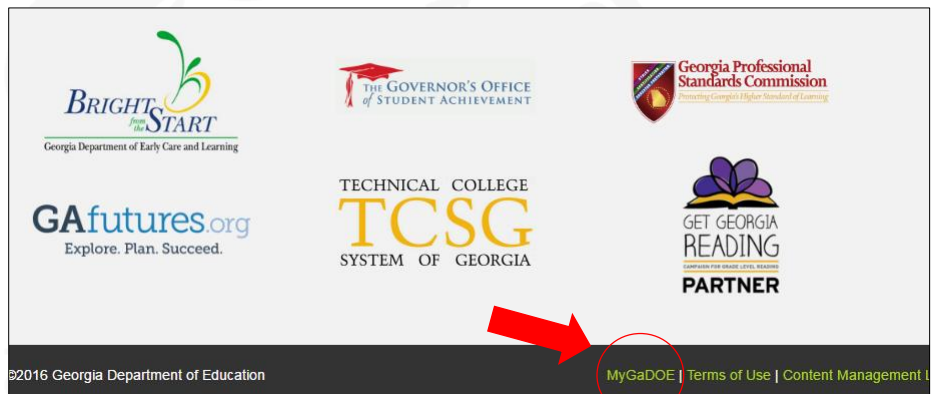 BRIGHT
from
the START
Georgia Department of Early Care and Learning
THE GOVERNOR'S OFFICE
of STUDENT ACHIEVEMENT
Georgia Professional
Standards Commission
Promoting Georgia's Higher Standard of Learning
GAfutures.org
Explore. Plan. Succeed.
TECHNICAL COLLEGE
TCSG
SYSTEM OF GEORGIA
GET GEORGIA
READING
CAMPAIGN FOR GRADE LEVEL READING
PARTNER
©2016 Georgia Department of Education
MyGaDOE | Terms of Use | Content Management L